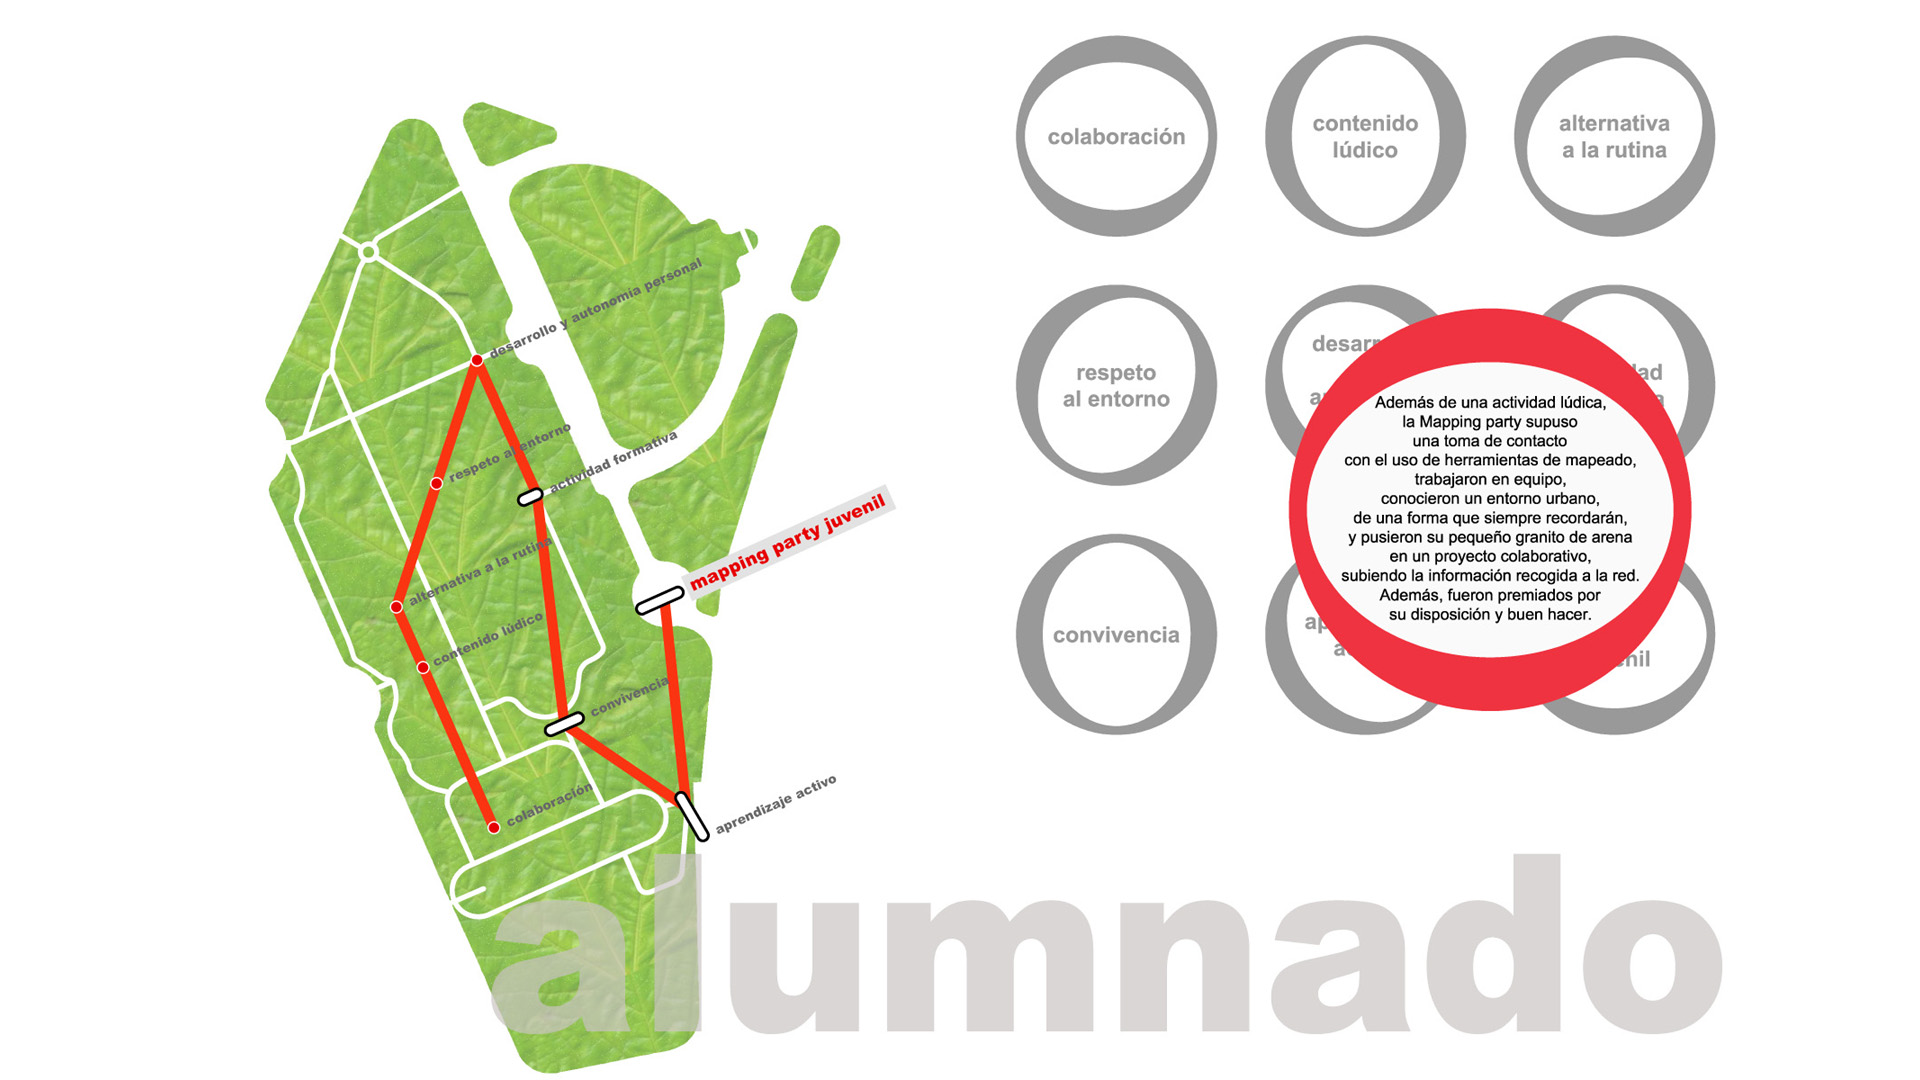 desarrollo y autonomía personal
respeto al entorno
actividad formativa
mapping party juvenil
alternativa a la rutina
contenido lúdico
convivencia
colaboración
aprendizaje activo
colaboración
contenido
lúdico
alternativa
a la rutina
respeto
al entorno
convivencia
Además de una actividad lúdica,
la Mapping party supuso
una toma de contacto
con el uso de herramientas de mapeado,
trabajaron en equipo,
conocieron un entorno urbano,
de una forma que siempre recordarán,
y pusieron su pequeño granito de arena
en un proyecto colaborativo,
subiendo la información recogida a la red.
Además, fueron premiados por
su disposición y buen hacer.
alumnado